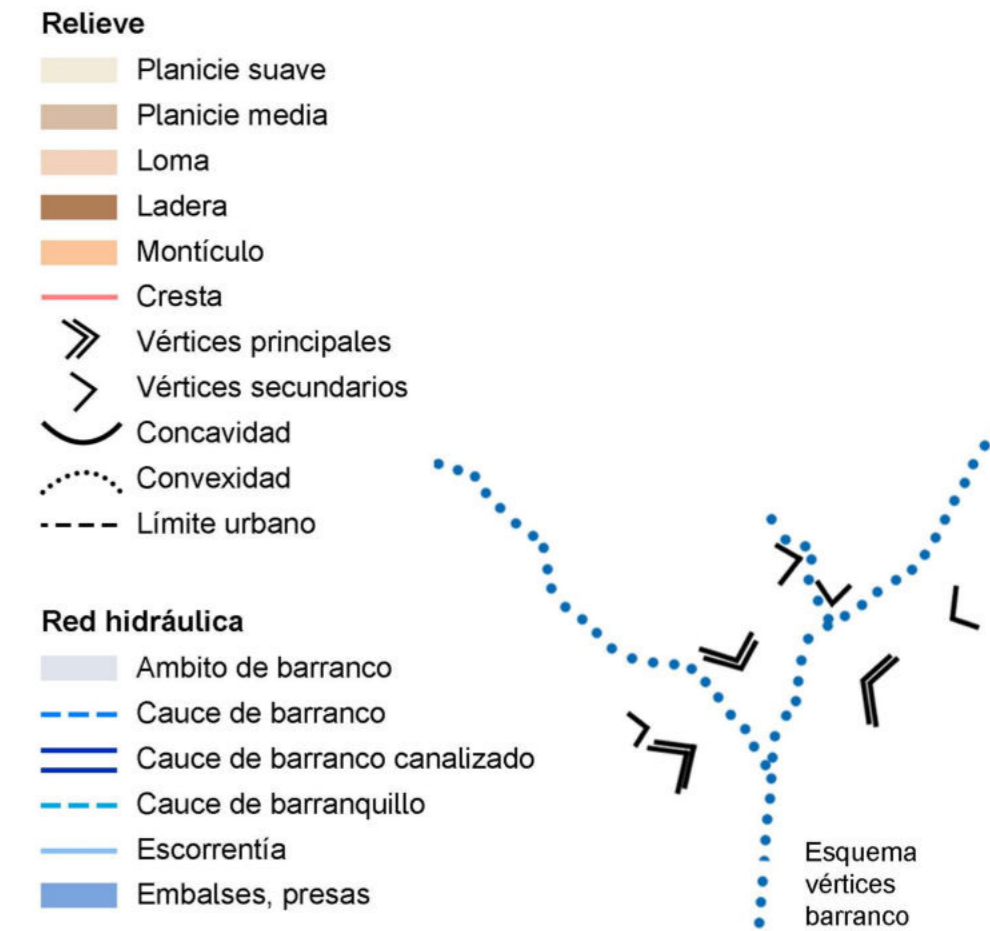 Relieve
Planicie suave
Planicie media
Loma
Ladera
Montículo
Cresta
Vértices principales
Vértices secundarios
Concavidad
Convexidad
Límite urbano
Red hidráulica
Ambito de barranco
Cauce de barranco
Cauce de barranco canalizado
Cauce de barranquillo
Escorrentía
Embalses, presas
Esquema
vértices
barranco